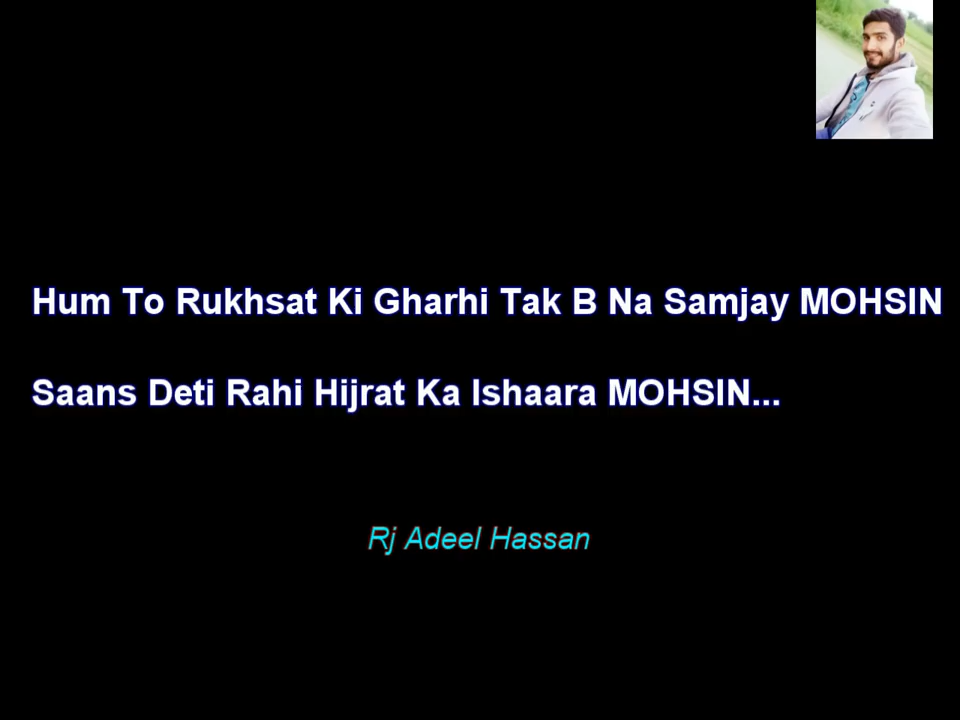 Hum To Rukhsat Ki Gharhi Tak B Na Samjay MOHSIN
Saans Deti Rahi Hijrat Ka Ishaara MOHSIN...
Rj Adeel Hassan